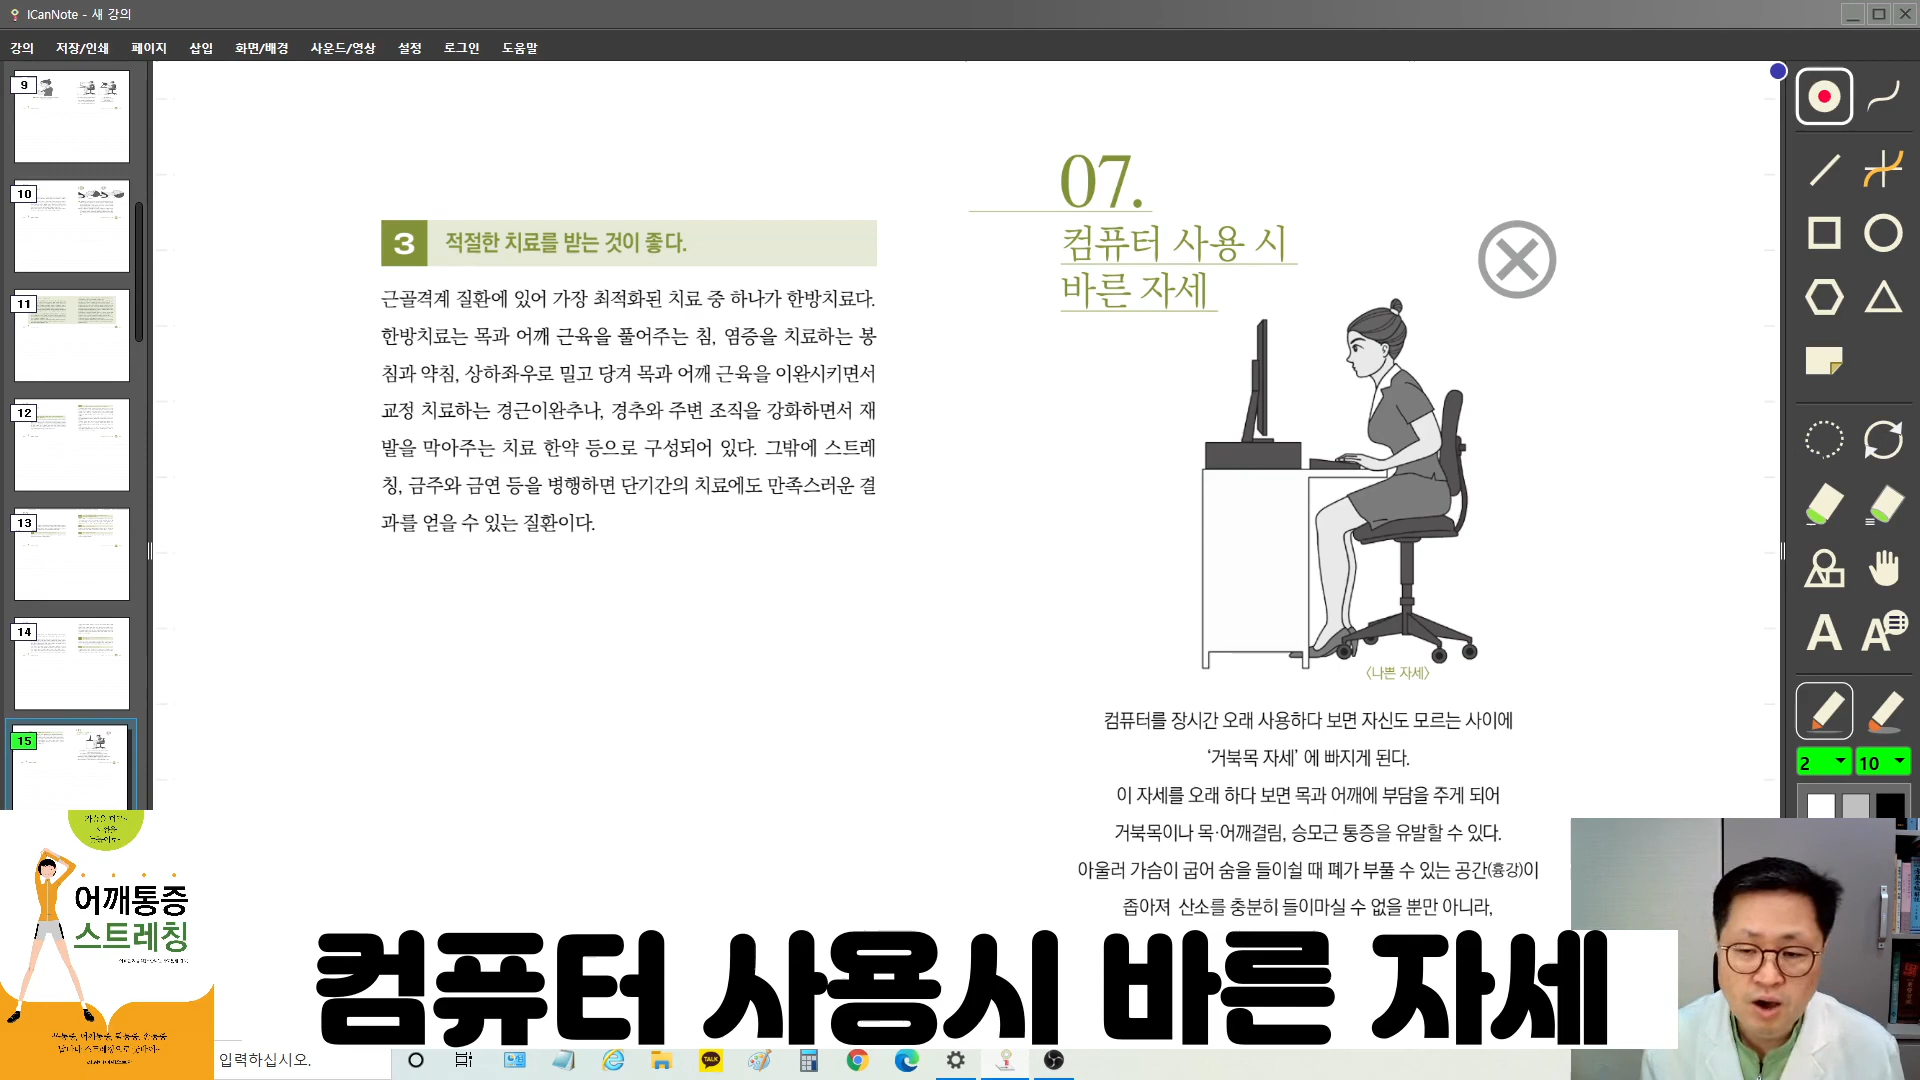 ICanNote - 새 강의
강의 저장/인쇄 페이지 삽입 화면/배경 사운드/영상 설정 로그인 도움말
9
10
11
12
13
14
15
3 적절한 치료를 받는 것이 좋다.
근골격계 질환에 있어 가장 최적화된 치료 중 하나가 한방치료다.
한방치료는 목과 어깨 근육을 풀어주는 침, 염증을 치료하는 봉
침과 약침, 상하좌우로 밀고 당겨 목과 어깨 근육을 이완시키면서
교정 치료하는 경근이완추나, 경추와 주변 조직을 강화하면서 재
발을 막아주는 치료 한약 등으로 구성되어 있다. 그밖에 스트레
칭, 금주와 금연 등을 병행하면 단기간의 치료에도 만족스러운 결
과를 얻을 수 있는 질환이다.
07.
컴퓨터 사용 시
바른 자세
〈나쁜 자세〉
컴퓨터를 장시간 오래 사용하다 보면 자신도 모르는 사이에
‘거북목 자세’ 에 빠지게 된다.
이 자세를 오래 하다 보면 목과 어깨에 부담을 주게 되어
거북목이나 목·어깨결림, 승모근 통증을 유발할 수 있다.
아울러 가슴이 굽어 숨을 들이쉴 때 폐가 부풀 수 있는 공간(흉강)이
좁아져 산소를 충분히 들이마실 수 없을 뿐만 아니라,
A A
2 10
어깨통증
스트레칭
컴퓨터 사용시 바른 자세
입력하십시오.
TALK